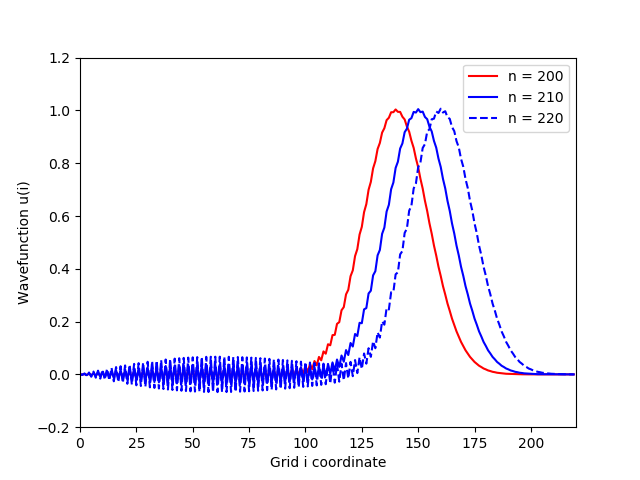 1.2
1.0
0.8
0.6
0.4
0.2
0.0
−0.2
Wavefunction u(i)
n = 200
n = 210
n = 220
0 25 50 75 100 125 150 175 200
Grid i coordinate